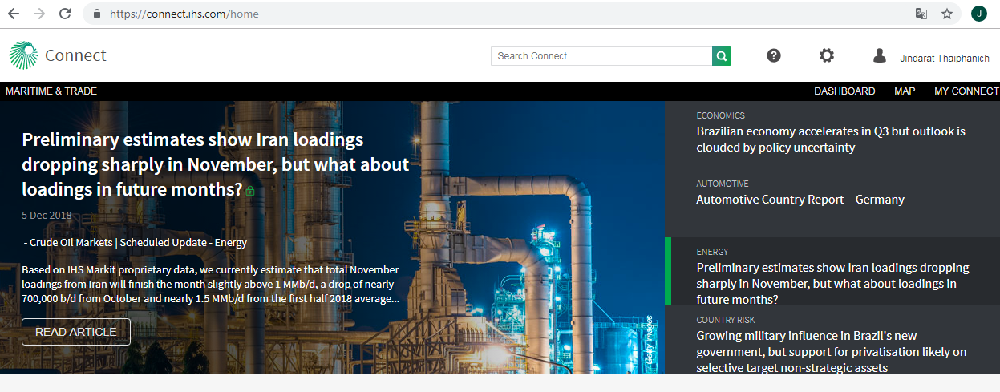 https://connect.ihs.com/home
J
Connect
Search Connect
?
Jindarat Thaiphanich
MARITIME & TRADE
DASHBOARD
MAP
MY CONNECT
Preliminary estimates show Iran loadings
dropping sharply in November, but what about
loadings in future months?
5 Dec 2018
- Crude Oil Markets | Scheduled Update - Energy
Based on IHS Markit proprietary data, we currently estimate that total November
loadings from Iran will finish the month slightly above 1 MMb/d, a drop of nearly
700,000 b/d from October and nearly 1.5 MMb/d from the first half 2018 average...
READ ARTICLE
Getty Images
ECONOMICS
Brazilian economy accelerates in Q3 but outlook is
clouded by policy uncertainty
AUTOMOTIVE
Automotive Country Report – Germany
ENERGY
Preliminary estimates show Iran loadings dropping
sharply in November, but what about loadings in
future months?
COUNTRY RISK
Growing military influence in Brazil's new
government, but support for privatisation likely on
selective target non-strategic assets